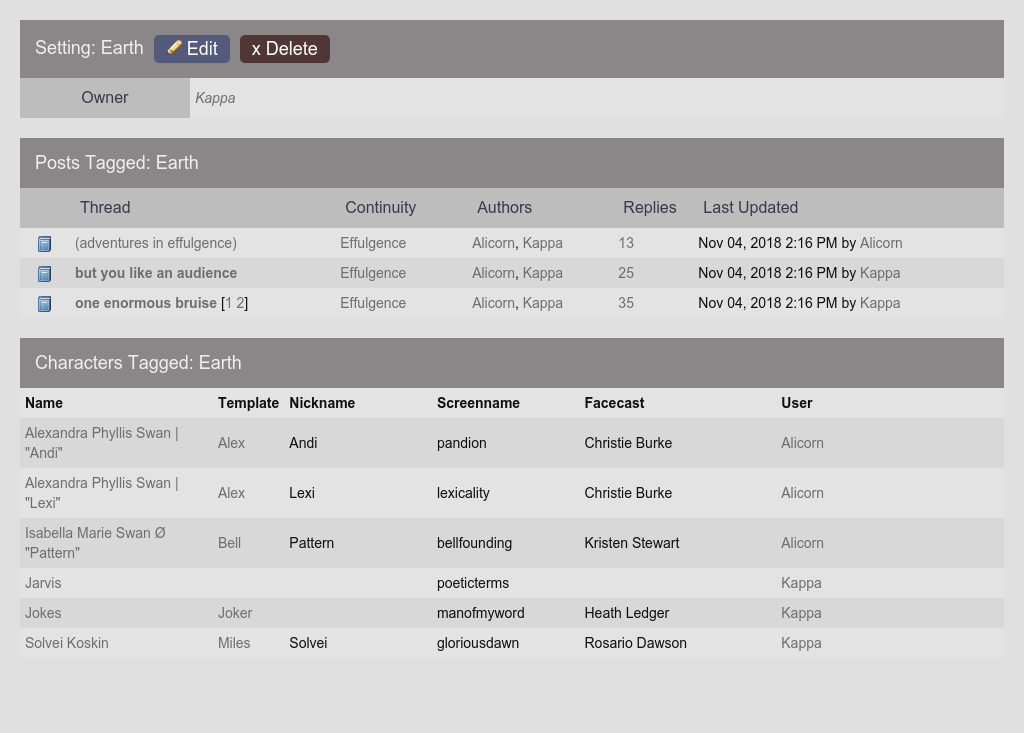 Setting: Earth Edit x Delete
Owner Kappa
Posts Tagged: Earth
Thread Continuity Authors Replies Last Updated
(adventures in effulgence) Effulgence Alicorn, Kappa 13 Nov 04, 2018 2:16 PM by Alicorn
but you like an audience Effulgence Alicorn, Kappa 25 Nov 04, 2018 2:16 PM by Kappa
one enormous bruise [1 2] Effulgence Alicorn, Kappa 35 Nov 04, 2018 2:16 PM by Kappa
Characters Tagged: Earth
Name Template Nickname Screenname Facecast User
Alexandra Phyllis Swan |
"Andi" Alex Andi pandion Christie Burke Alicorn
Alexandra Phyllis Swan |
"Lexi" Alex Lexi lexicality Christie Burke Alicorn
Isabella Marie Swan Ø
"Pattern" Bell Pattern bellfounding Kristen Stewart Alicorn
Jarvis poeticterms Kappa
Jokes Joker manofmyword Heath Ledger Kappa
Solvei Koskin Miles Solvei gloriousdawn Rosario Dawson Kappa